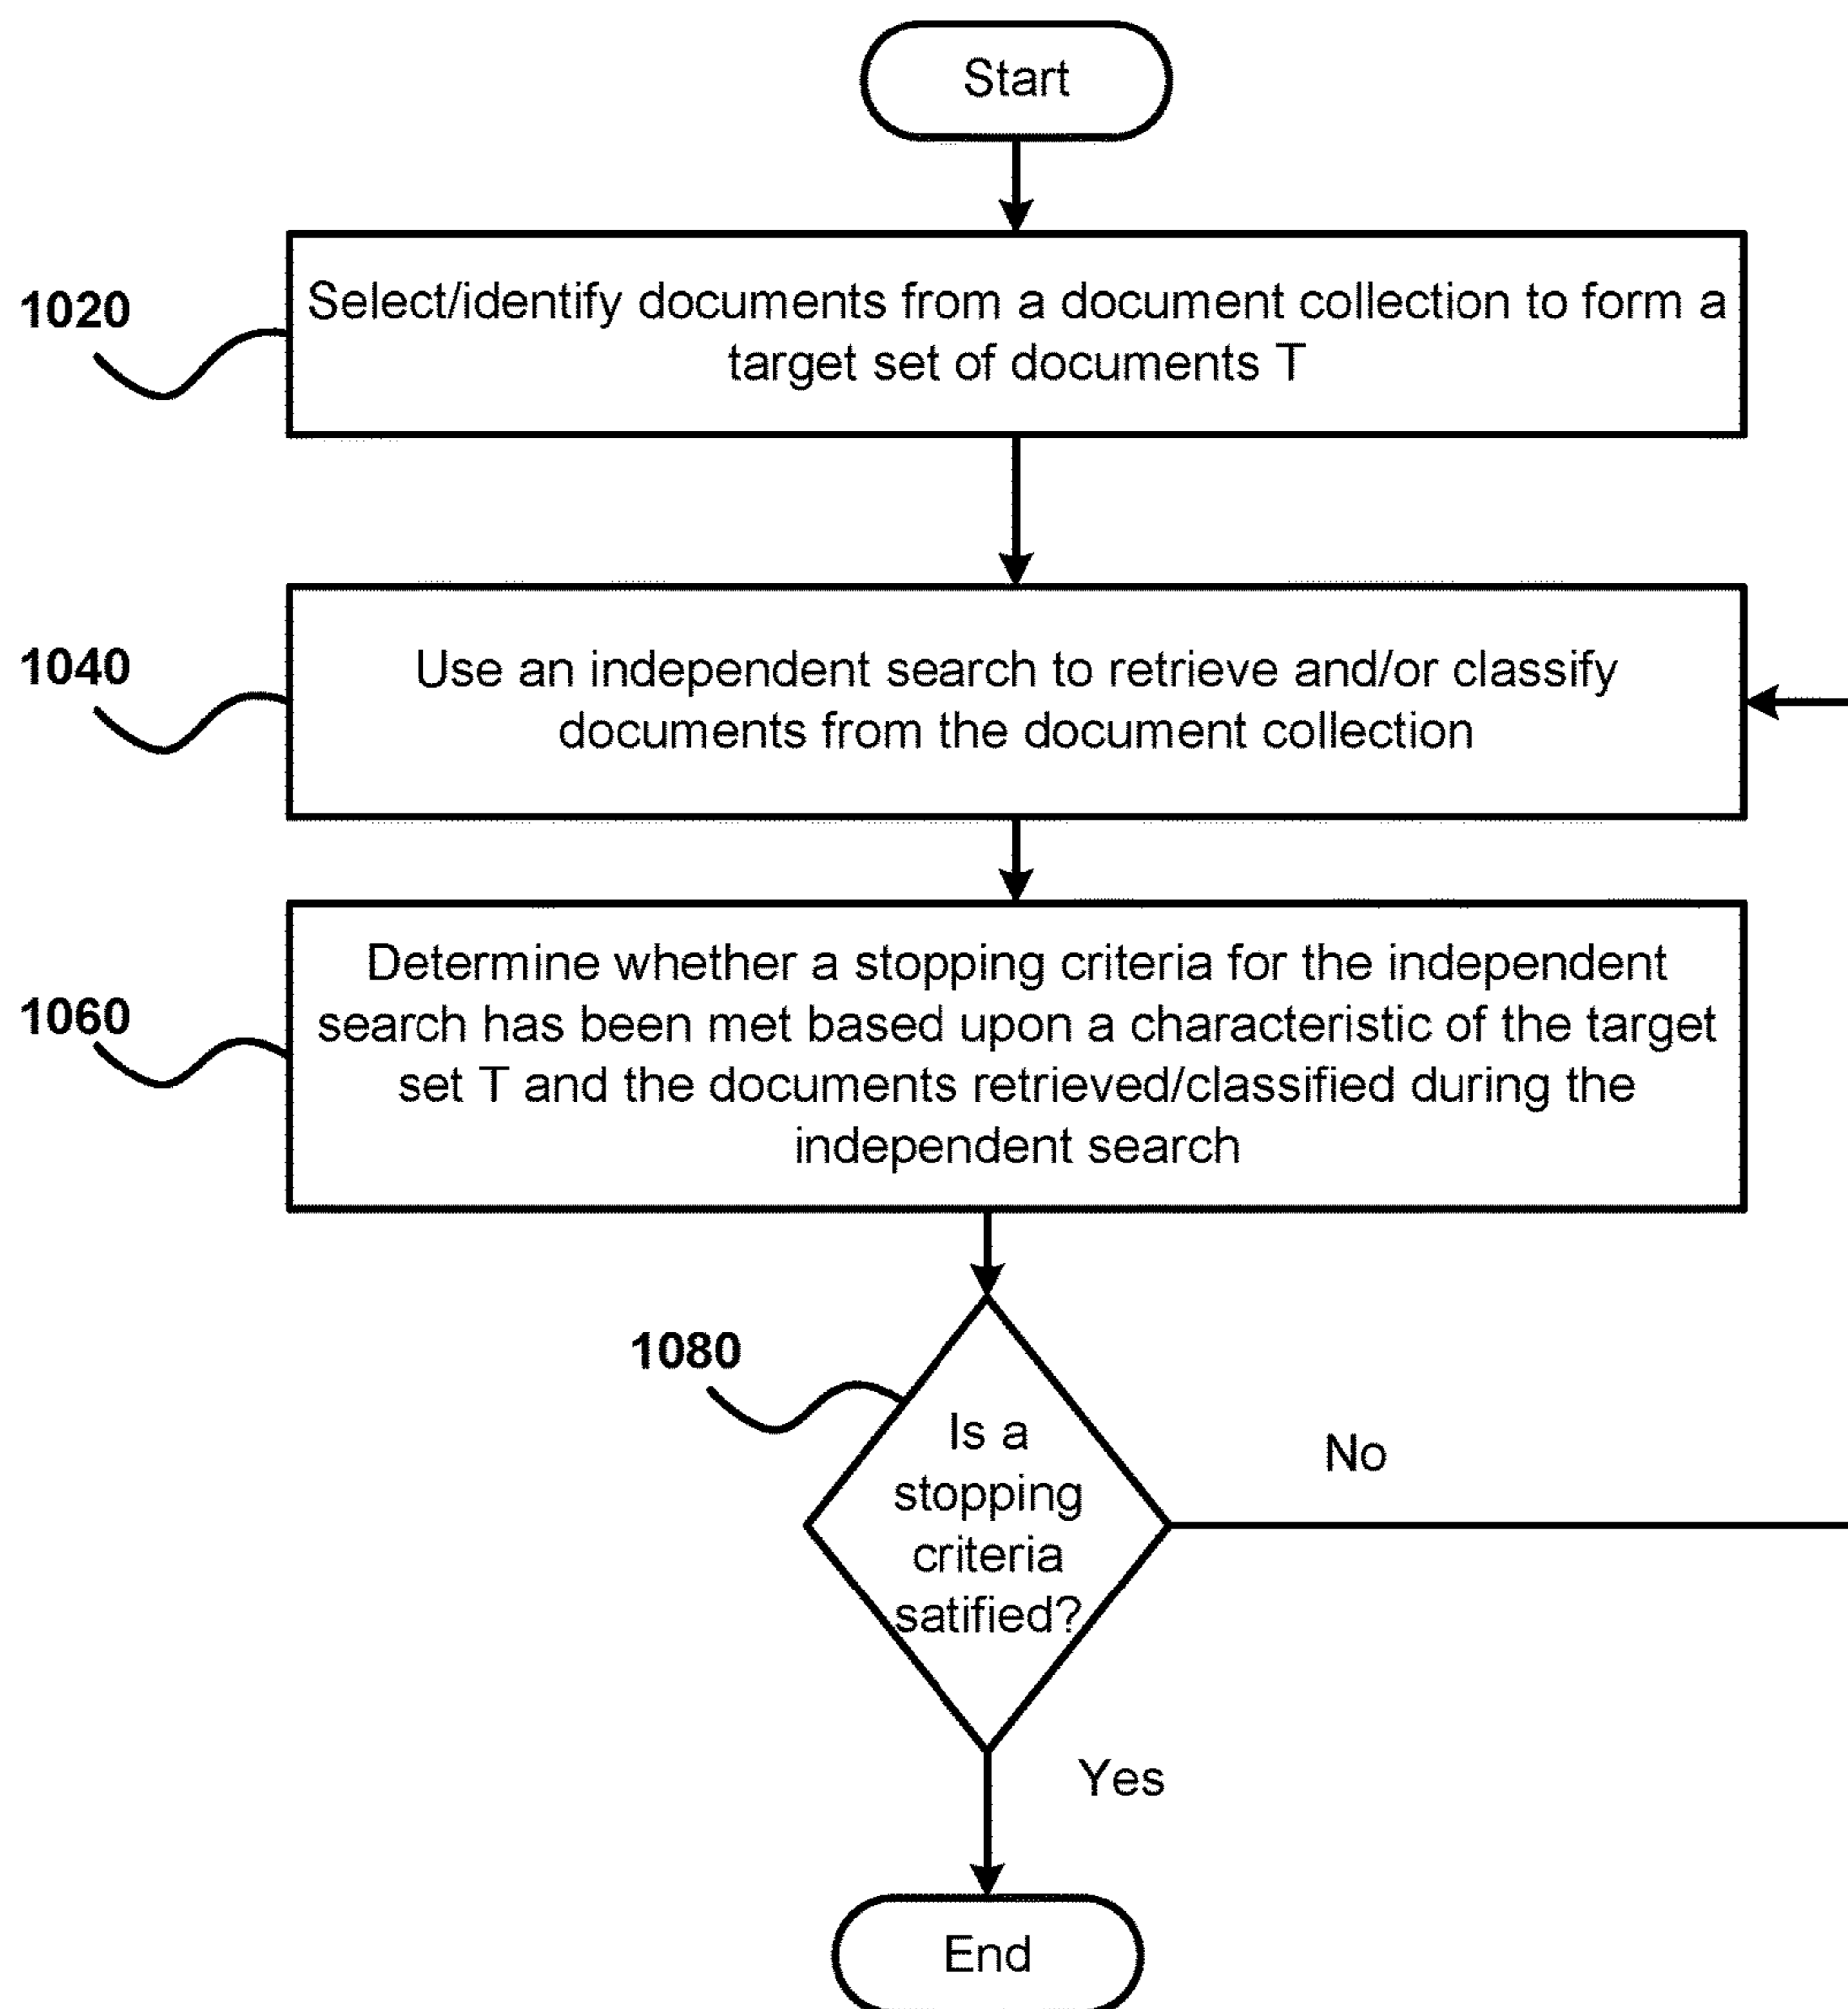 Start
1020
Select/identify documents from a document collection to form a
target set of documents T
1040
Use an independent search to retrieve and/or classify
documents from the document collection
1060
Determine whether a stopping criteria for the independent
search has been met based upon a characteristic of the target
set T and the documents retrieved/classified during the
independent search
1080
Is a
stopping
criteria
satified?
No
Yes
End